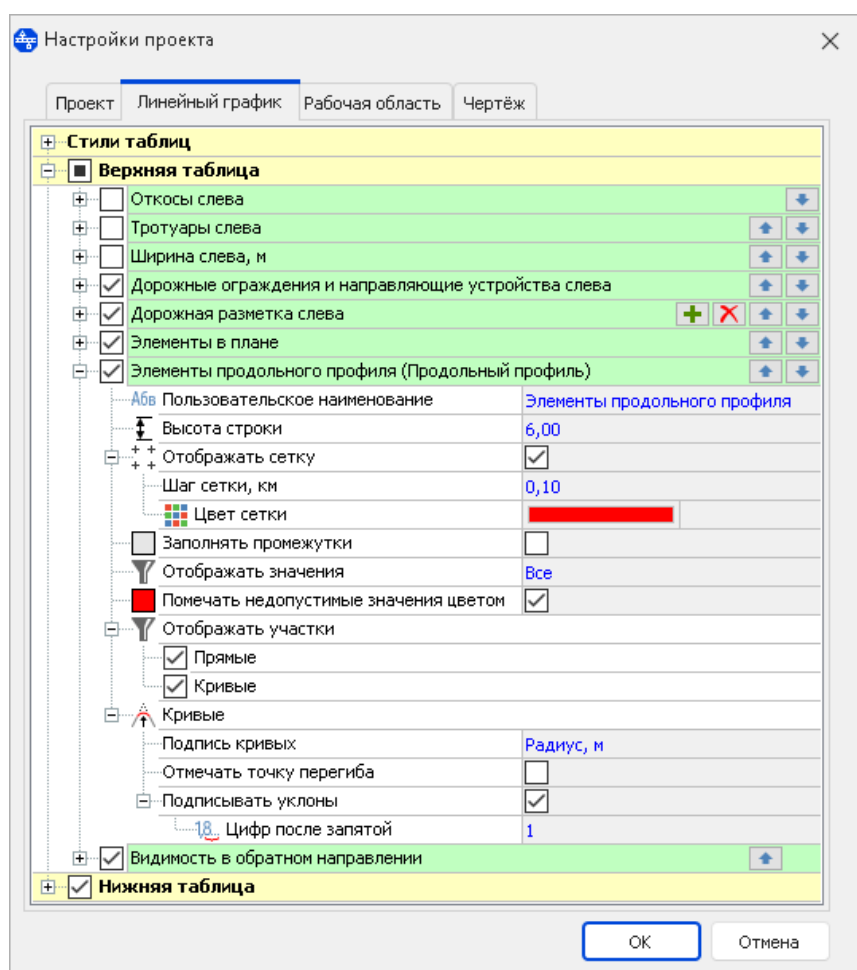 Настройки проекта
Проект Линейный график Рабочая область Чертёж
Стили таблиц
Верхняя таблица
Откосы слева
Тротуары слева
Ширина слева, м
Дорожные ограждения и направляющие устройства слева
Дорожная разметка слева
Элементы в плане
Элементы продольного профиля (Продольный профиль)
Абв Пользовательское наименование Элементы продольного профиля
Высота строки 6,00
Отображать сетку
Шаг сетки, км 0,10
Цвет сетки
Заполнять промежутки
Отображать значения Все
Помечать недопустимые значения цветом
Отображать участки
Прямые
Кривые
Кривые
Подпись кривых Радиус, м
Отмечать точку перегиба
Подписывать уклоны
1,8... Цифр после запятой 1
Видимость в обратном направлении
Нижняя таблица
ОК Отмена